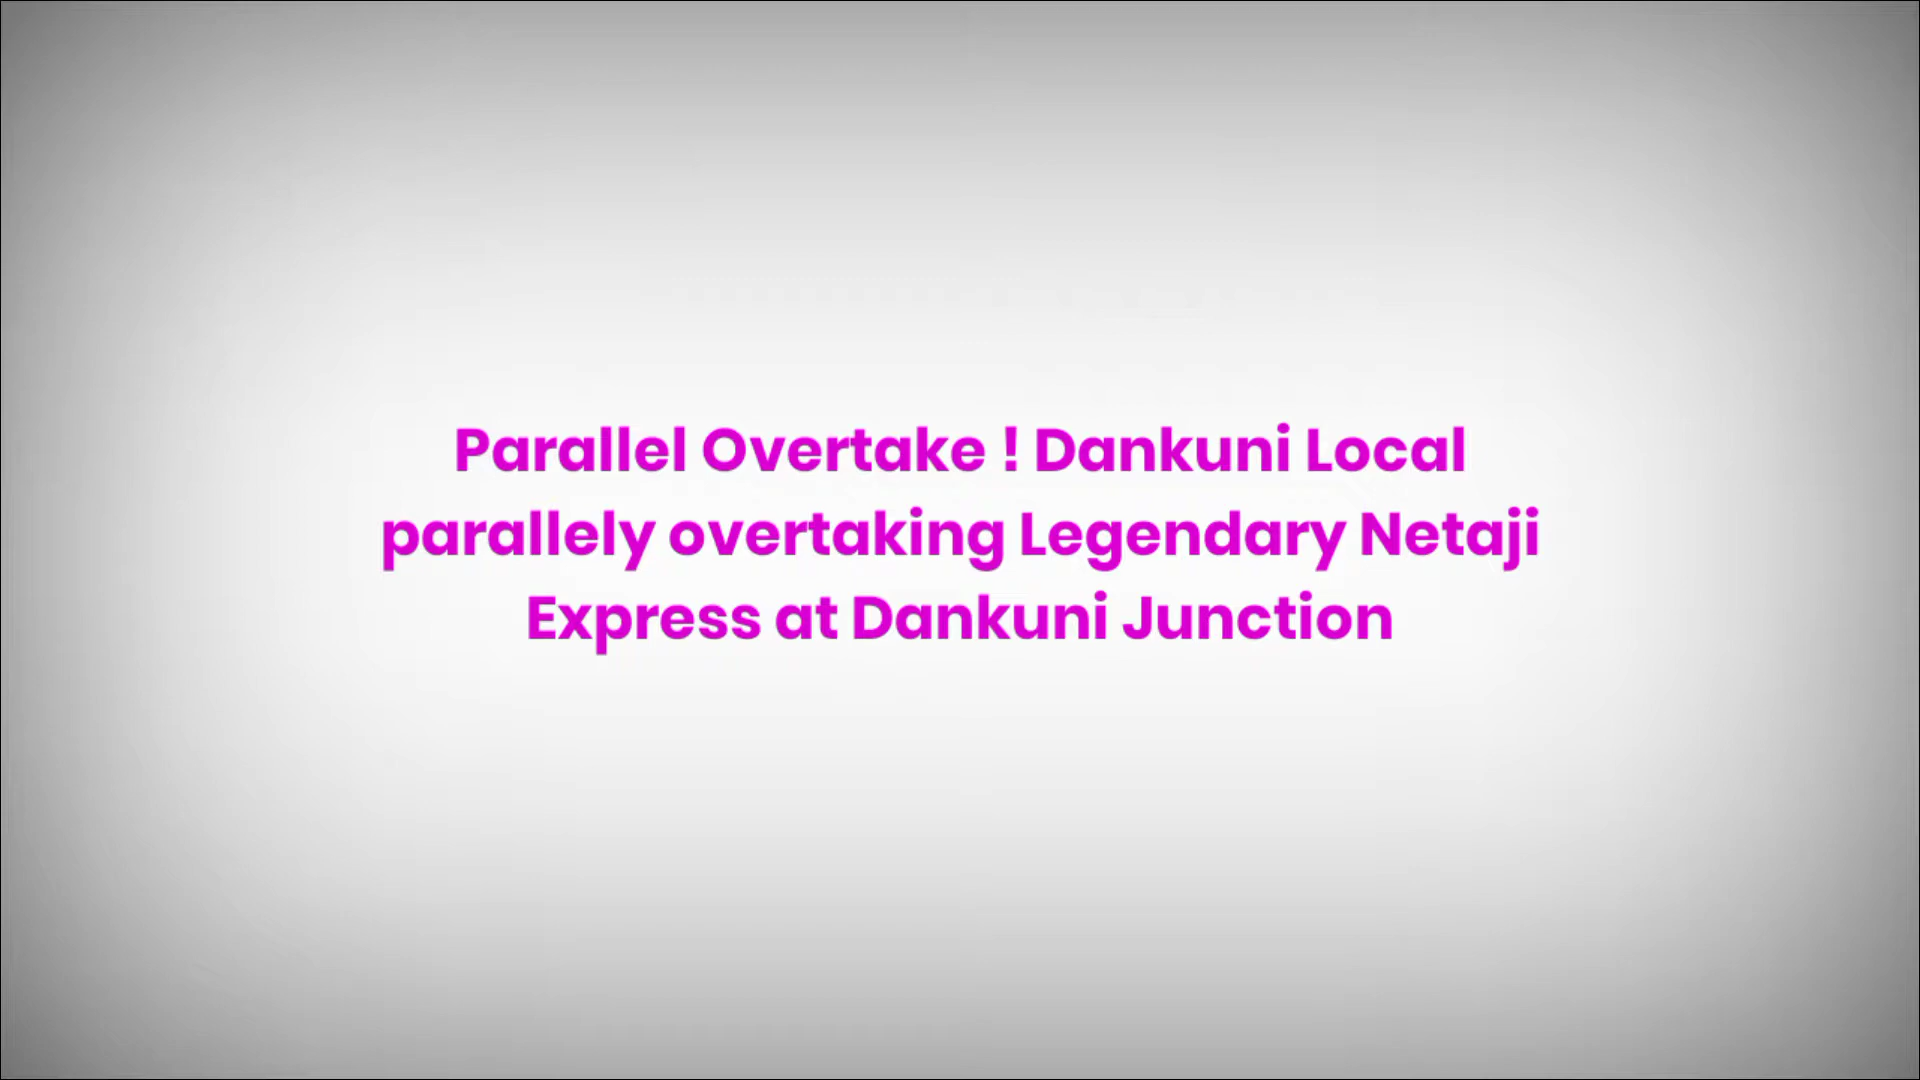 Parallel Overtake ! Dankuni Local
parallely overtaking Legendary Netaji
Express at Dankuni Junction